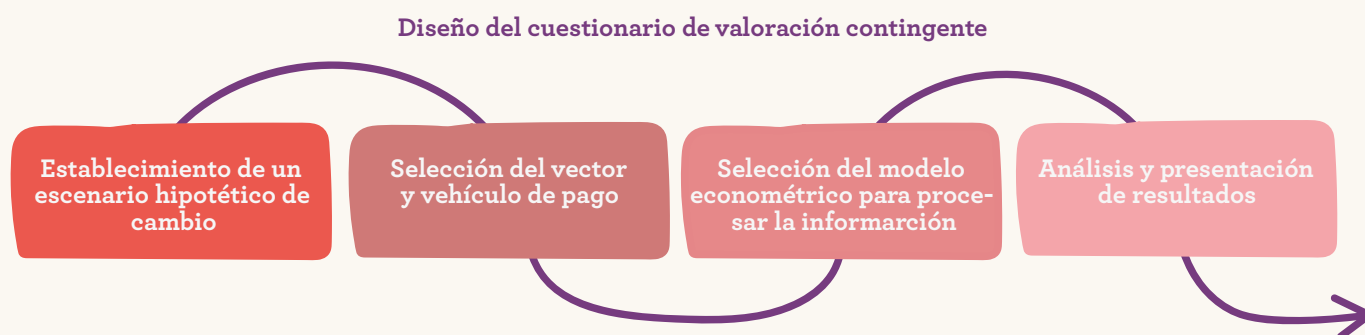 Diseño del cuestionario de valoración contingente
Establecimiento de un
escenario hipotético de
cambio
Selección del vector
y vehículo de pago
Selección del modelo
econométrico para proce-
sar la informarción
Análisis y presentación
de resultados